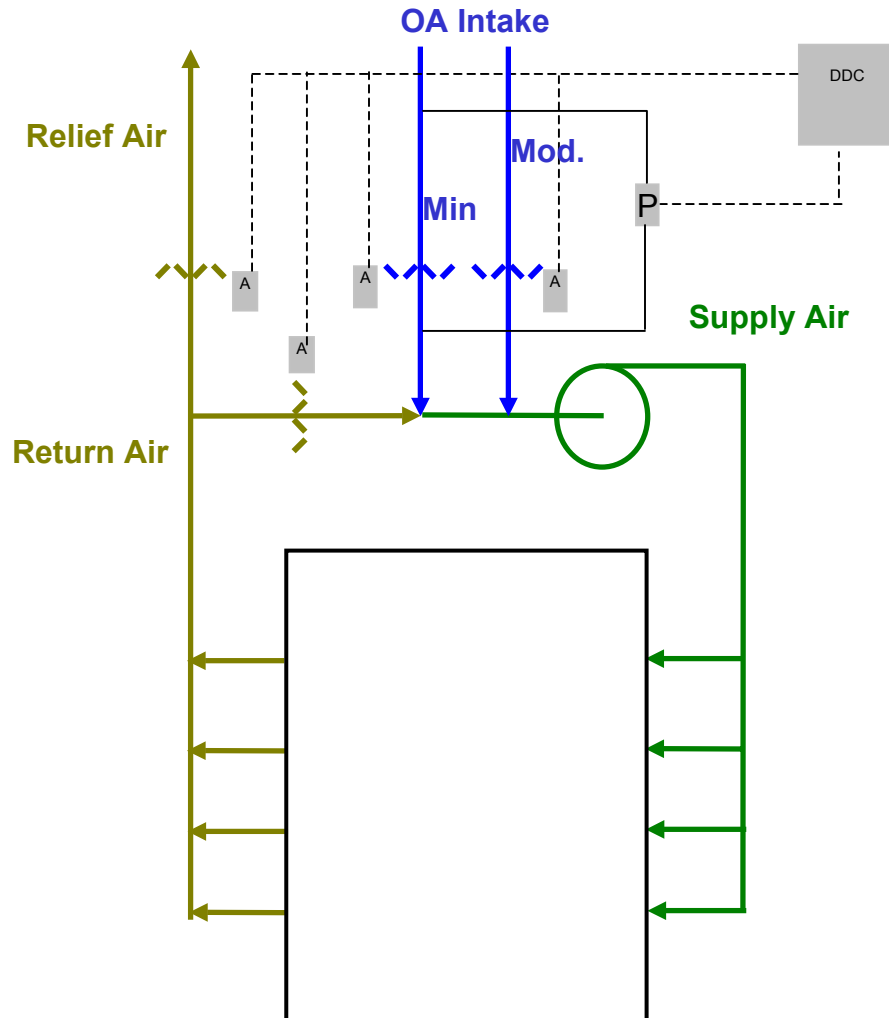 OA Intake
DDC
Relief Air
Mod.
Min
P
A
A
A
A
Supply Air
Return Air